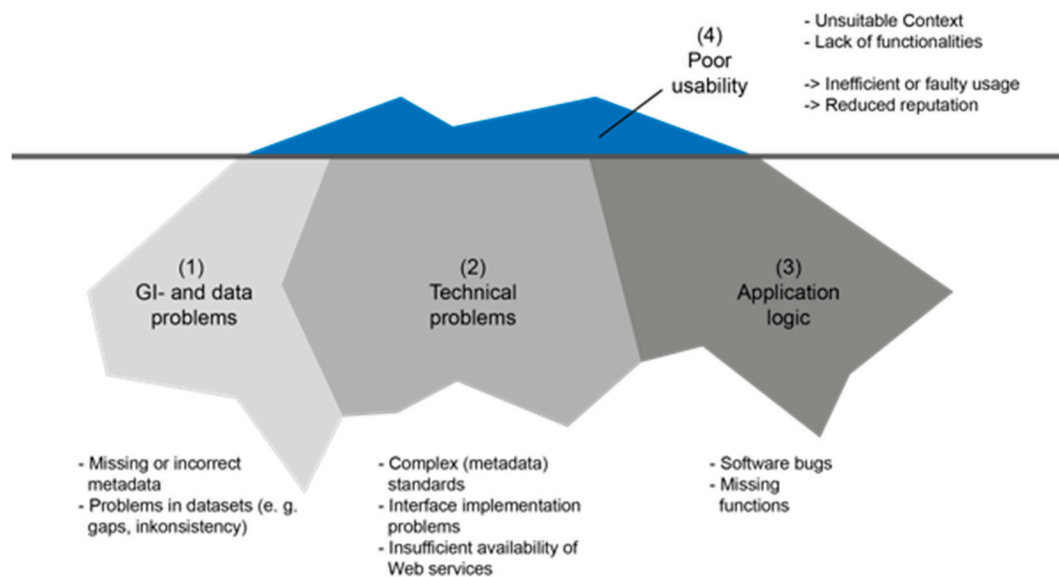 (4)
Poor
usability
- Unsuitable Context
- Lack of functionalities
-> Inefficient or faulty usage
-> Reduced reputation
(1)
GI- and data
problems
(2)
Technical
problems
(3)
Application
logic
- Missing or incorrect
metadata
- Problems in datasets (e. g.
gaps, inkonsistency)
- Complex (metadata)
standards
- Interface implementation
problems
- Insufficient availability of
Web services
- Software bugs
- Missing
functions